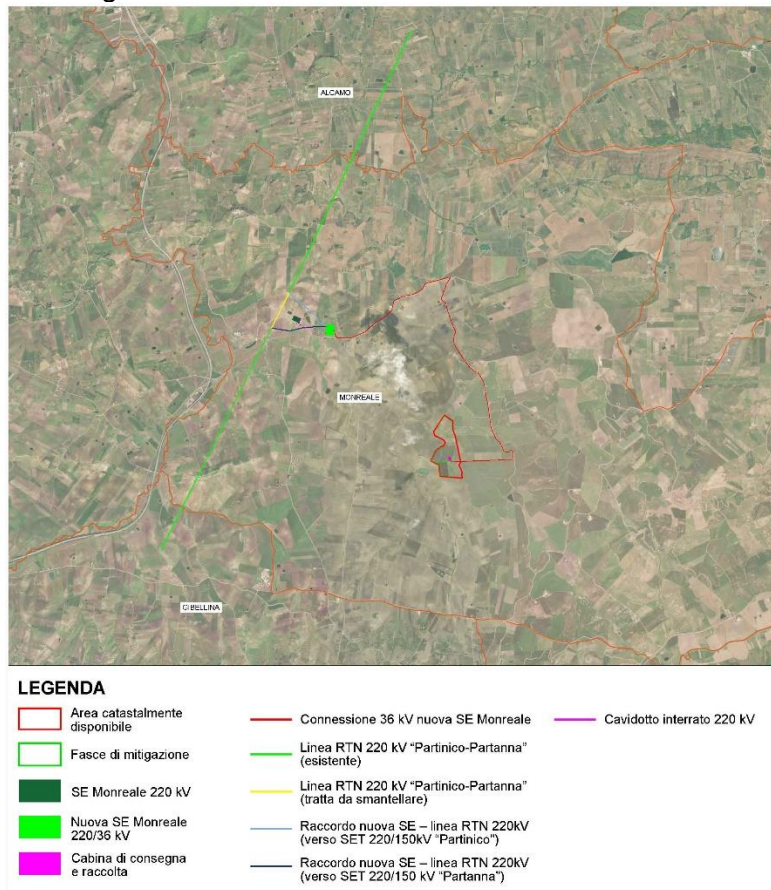 ALCAMO
MONREALE
GIBELLINA
LEGENDA
Area catastalmente
disponibile
Fasce di mitigazione
SE Monreale 220 kV
Nuova SE Monreale
220/36 kV
Cabina di consegna
e raccolta
Connessione 36 kV nuova SE Monreale
Linea RTN 220 kV “Partinico-Partanna”
(esistente)
Linea RTN 220 kV “Partinico-Partanna”
(tratta da smantellare)
Raccordo nuova SE – linea RTN 220kV
(verso SET 220/150kV “Partinico”)
Raccordo nuova SE – linea RTN 220kV
(verso SET 220/150 kV “Partanna”)
Cavidotto interrato 220 kV